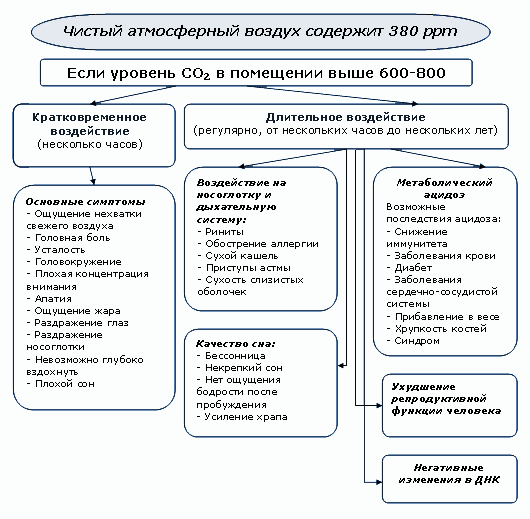 Чистый атмосферный воздух содержит 380 ppm
Если уровень CO2 в помещении выше 600-800
Кратковременное
воздействие
(несколько часов)
Длительное воздействие
(регулярно, от нескольких часов до нескольких лет)
Основные симптомы
- Ощущение нехватки
свежего воздуха
- Головная боль
- Усталость
- Головокружение
- Плохая концентрация
внимания
- Апатия
- Ощущение жара
- Раздражение глаз
- Раздражение
носоглотки
- Невозможно глубоко
вздохнуть
- Плохой сон
Воздействие на
носоглотку и
дыхательную
систему:
- Риниты
- Обострение аллергии
- Сухой кашель
- Приступы астмы
- Сухость слизистых
оболочек
Качество сна:
- Бессонница
- Некрепкий сон
- Нет ощущения
бодрости после
пробуждения
- Усиление храпа
Метаболический
ацидоз
Возможные
последствия ацидоза:
- Снижение
иммунитета
- Заболевания крови
- Диабет
- Заболевания
сердечно-сосудистой
системы
- Прибавление в весе
- Хрупкость костей
- Синдром
Ухудшение
репродуктивной
функции человека
Негативные
изменения в ДНК